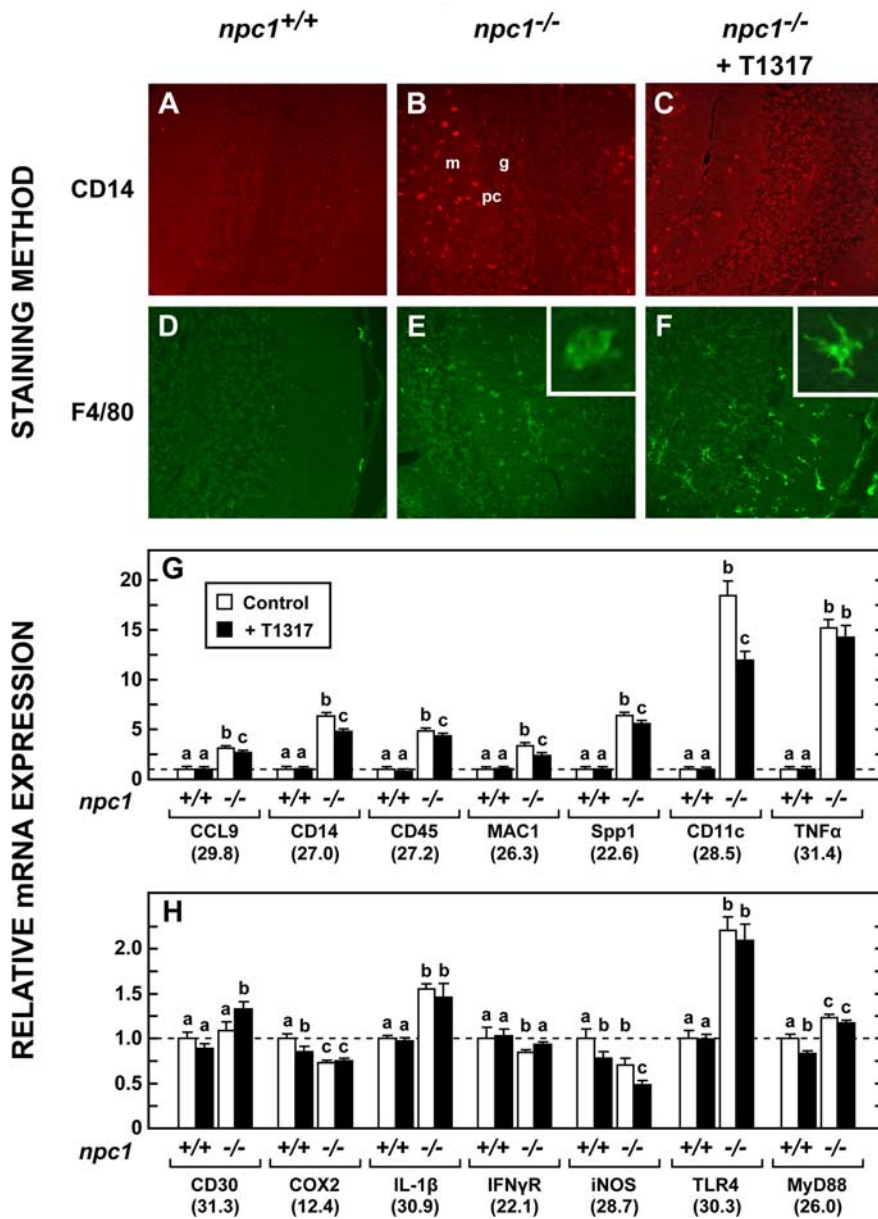 npc1+/+ npc1-/- npc1-/-
+ T1317
STAINING METHOD
CD14
A B C
m g
pc
F4/80
D E F
RELATIVE mRNA EXPRESSION
G
Control
+ T1317
20
15
10
5
0
a a b c a a b c a a b c a a b c a a b c a a b c a a b b
npc1 +/+ -/- +/+ -/- +/+ -/- +/+ -/- +/+ -/- +/+ -/- +/+ -/-
CCL9 CD14 CD45 MAC1 Spp1 CD11c TNFα
(29.8) (27.0) (27.2) (26.3) (22.6) (28.5) (31.4)
H
2.0
1.5
1.0
0.5
0
a a a b a b c c a a b b a a b a a b b c a a b b a b c c
npc1 +/+ -/- +/+ -/- +/+ -/- +/+ -/- +/+ -/- +/+ -/- +/+ -/-
CD30 COX2 IL-1β IFNγR iNOS TLR4 MyD88
(31.3) (12.4) (30.9) (22.1) (28.7) (30.3) (26.0)